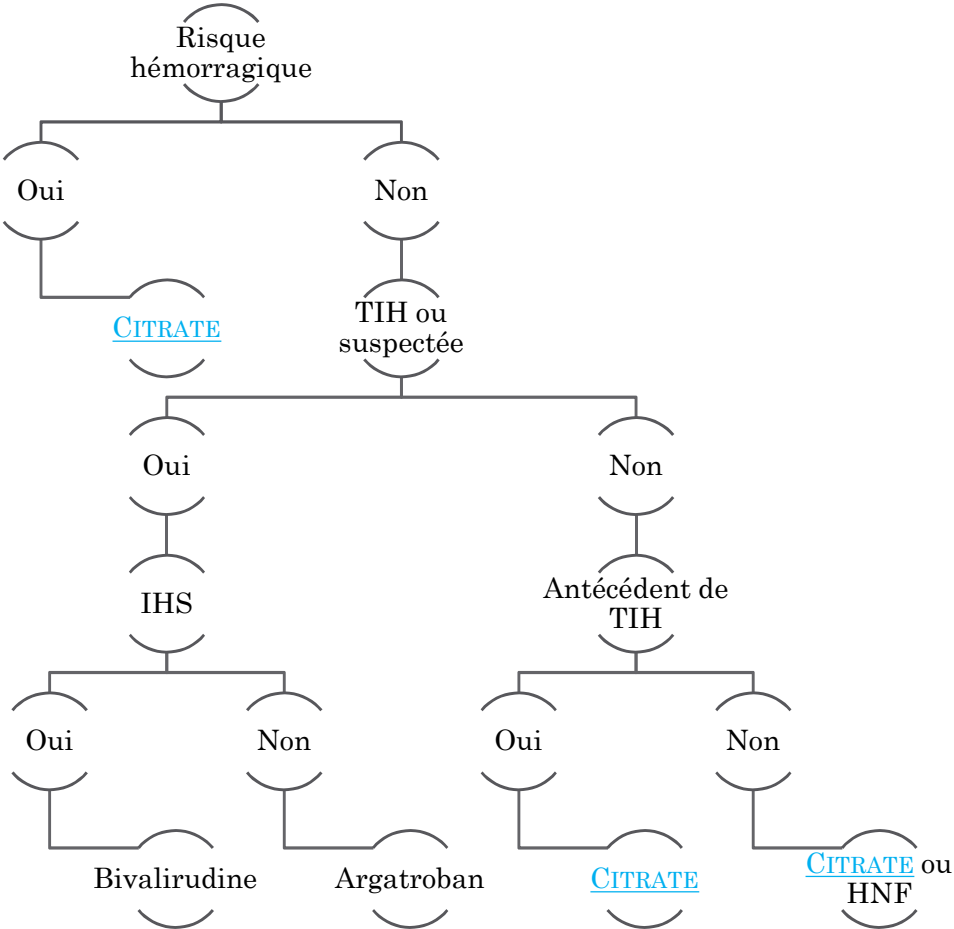 Risque
hémorragique
Oui
Non
CITRATE
TIH ou
suspectée
Oui
Non
IHS
Antécédent de
TIH
Oui
Non
Oui
Non
Bivalirudine
Argatroban
CITRATE
CITRATE ou
HNF